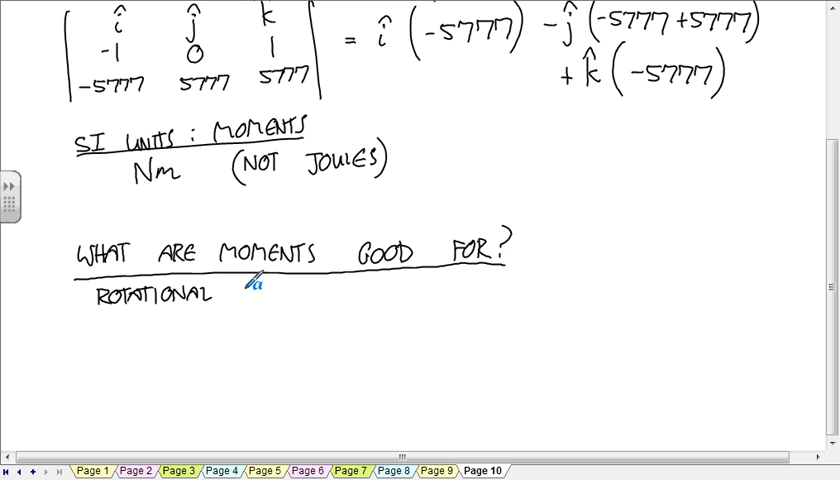 î ĵ k̂
-1 0 1 = î (-5777) -ĵ (-5777 +5777)
-5777 5777 5777 + k̂ (-5777)
SI UNITS : MOMENTS
Nm (NOT JOULES)
WHAT ARE MOMENTS GOOD FOR?
ROTATIONAL
Page 1 Page 2 Page 3 Page 4 Page 5 Page 6 Page 7 Page 8 Page 9 Page 10